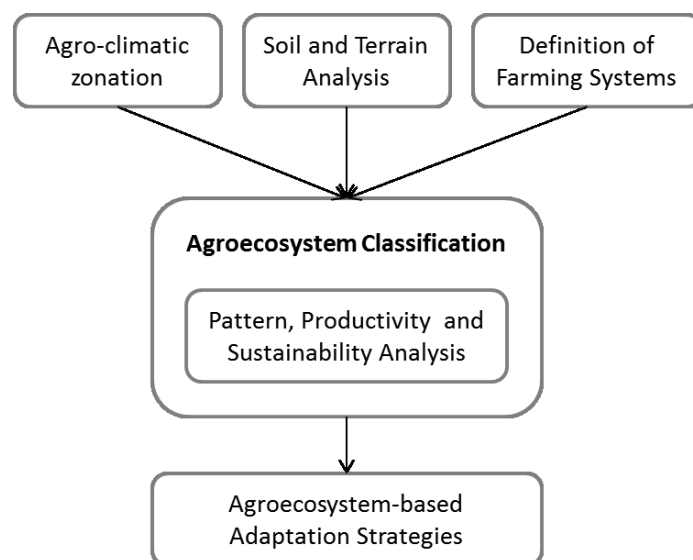 Agro-climatic
zonation
Soil and Terrain
Analysis
Definition of
Farming Systems
Agroecosystem Classification
Pattern, Productivity and
Sustainability Analysis
Agroecosystem-based
Adaptation Strategies